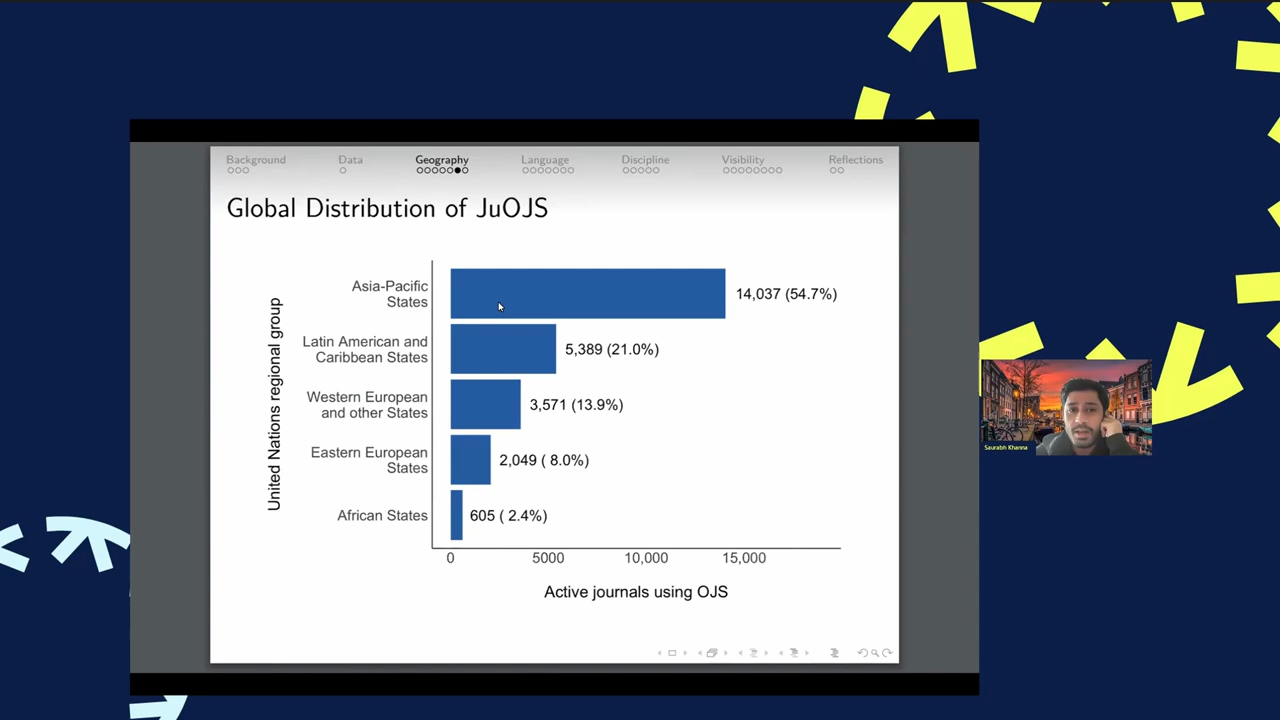 Background Data Geography Language Discipline Visibility Reflections
Global Distribution of JuOJS
United Nations regional group
Asia-Pacific
States
14,037 (54.7%)
Latin American and
Caribbean States
5,389 (21.0%)
Western European
and other States
3,571 (13.9%)
Eastern European
States
2,049 ( 8.0%)
African States
605 ( 2.4%)
0 5000 10,000 15,000
Active journals using OJS
Saurabh Khanna